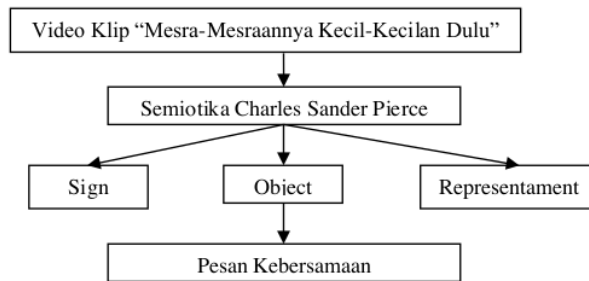 Video Klip “Mesra-Mesraannya Kecil-Kecilan Dulu”
Semiotika Charles Sander Pierce
Sign
Object
Representament
Pesan Kebersamaan